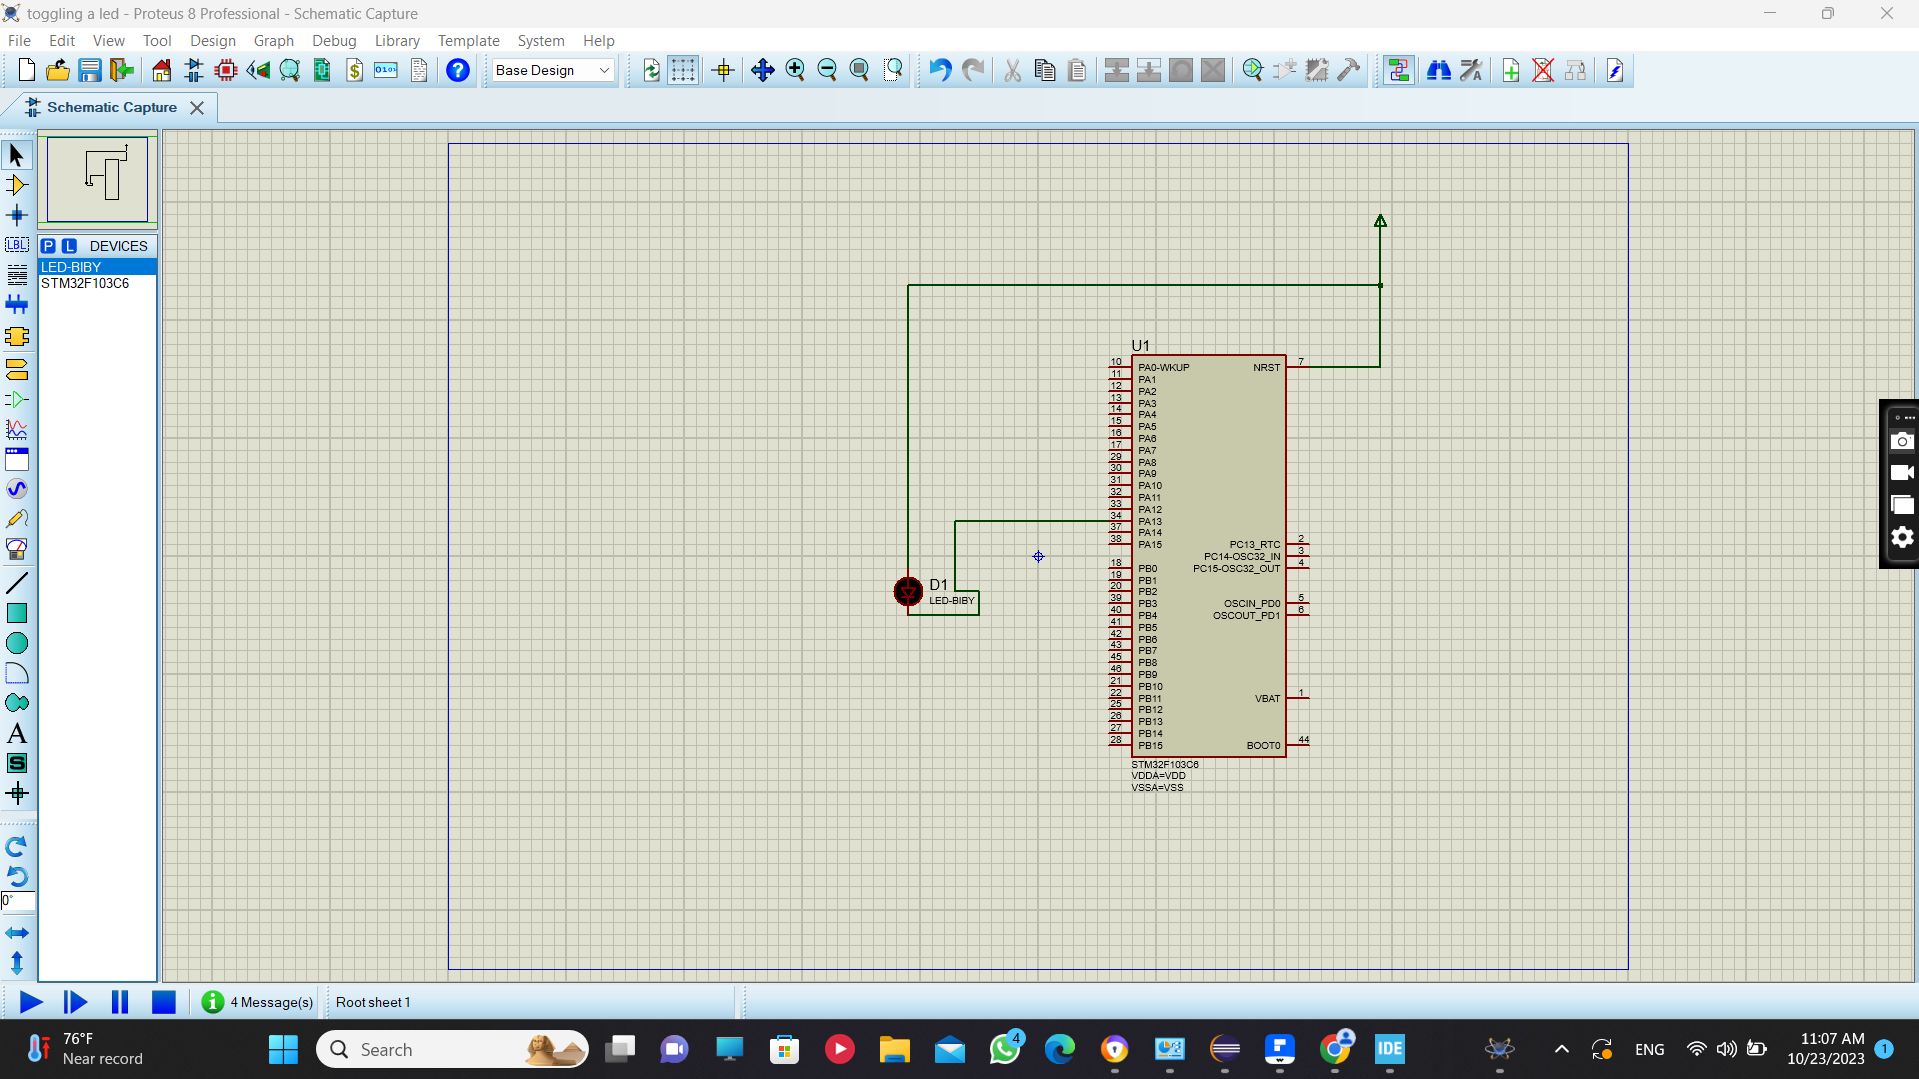 toggling a led - Proteus 8 Professional - Schematic Capture
File Edit View Tool Design Graph Debug Library Template System Help
Base Design
Schematic Capture
P L DEVICES
LED-BIBY
STM32F103C6
LBL
A
S
0°
U1
10 PA0-WKUP NRST 7
11 PA1
12 PA2
13 PA3
14 PA4
15 PA5
16 PA6
17 PA7
29 PA8
30 PA9
31 PA10
32 PA11
33 PA12
34 PA13
37 PA14
38 PA15 PC13_RTC 2
PC14-OSC32_IN 3
18 PB0 PC15-OSC32_OUT 4
19 PB1
20 PB2
39 PB3 OSCIN_PD0 5
40 PB4 OSCOUT_PD1 6
41 PB5
42 PB6
43 PB7
45 PB8
46 PB9
21 PB10
22 PB11 VBAT 1
25 PB12
26 PB13
27 PB14
28 PB15 BOOT0 44
STM32F103C6
VDDA=VDD
VSSA=VSS
D1
LED-BIBY
4 Message(s) Root sheet 1
76°F
Near record
Search
4
IDE
ENG
11:07 AM
10/23/2023
1